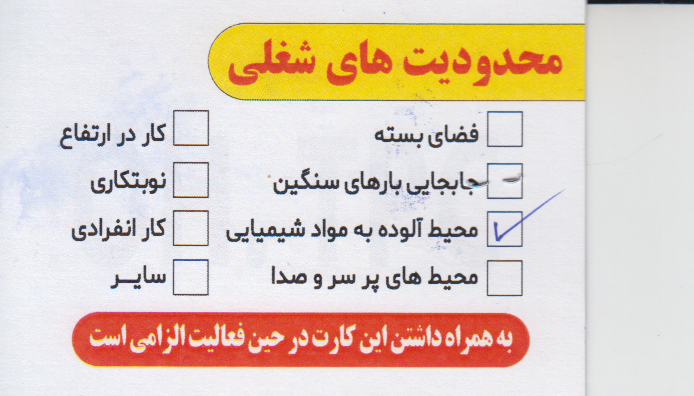 محدودیت های شغلی
فضای بسته
کار در ارتفاع
جابجایی بارهای سنگین
نوبتکاری
محیط آلوده به مواد شیمیایی
کار انفرادی
محیط های پر سر و صدا
سایـر
به همراه داشتن این کارت در حین فعالیت الزامی است